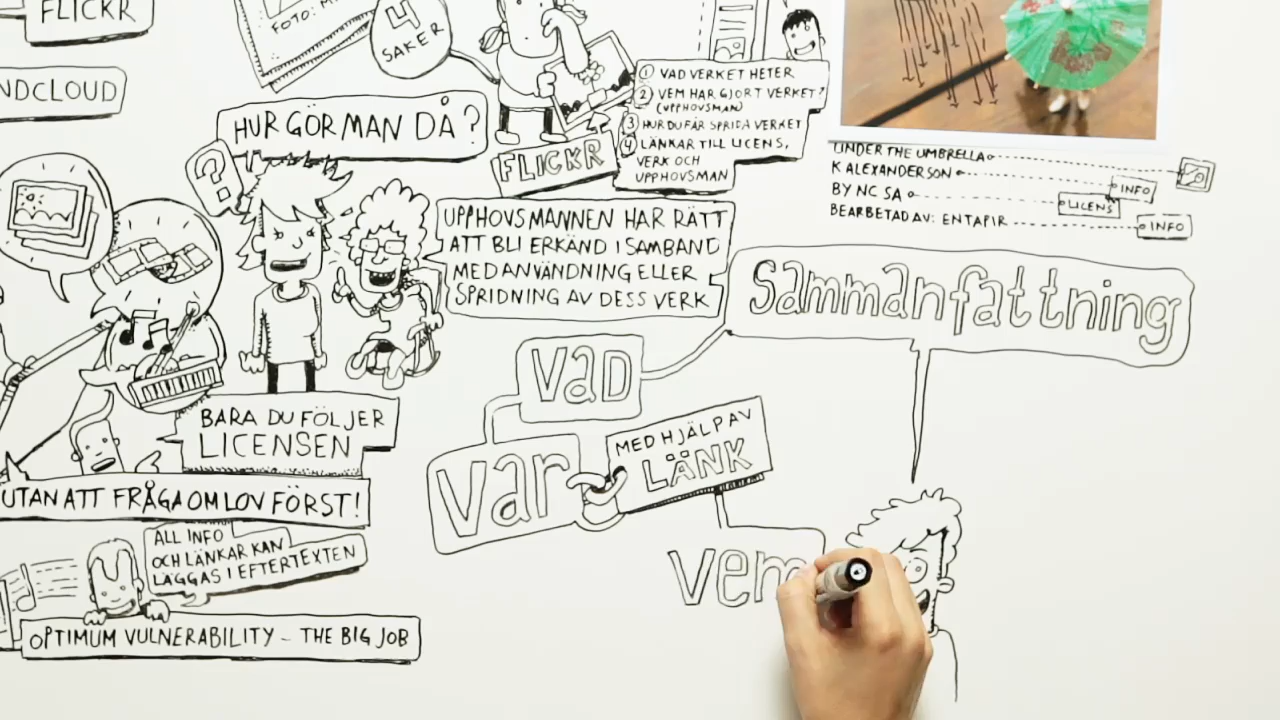 FLICKR
NDCLOUD
FOTO:
4
SAKER
HUR GÖR MAN DÅ?
?
FLICKR
1 VAD VERKET HETER
2 VEM HAR GJORT VERKET?
(UPPHOVSMAN)
3 HUR DU FÅR SPRIDA VERKET
4 LÄNKAR TILL LICENS,
VERK OCH
UPPHOVSMAN
UNDER THE UMBRELLA
K ALEXANDERSON
INFO
BY NC SA
LICENS
BEARBETAD AV: ENTAPIR
INFO
UPPHOVSMANNEN HAR RÄTT
ATT BLI ERKÄND I SAMBAND
MED ANVÄNDNING ELLER
SPRIDNING AV DESS VERK
sammanfattning
vad
var
MED HJÄLP AV
LÄNK
vem
BARA DU FÖLJER
LICENSEN
UTAN ATT FRÅGA OM LOV FÖRST!
ALL INFO
OCH LÄNKAR KAN
LÄGGAS I EFTERTEXTEN
OPTIMUM VULNERABILITY – THE BIG JOB